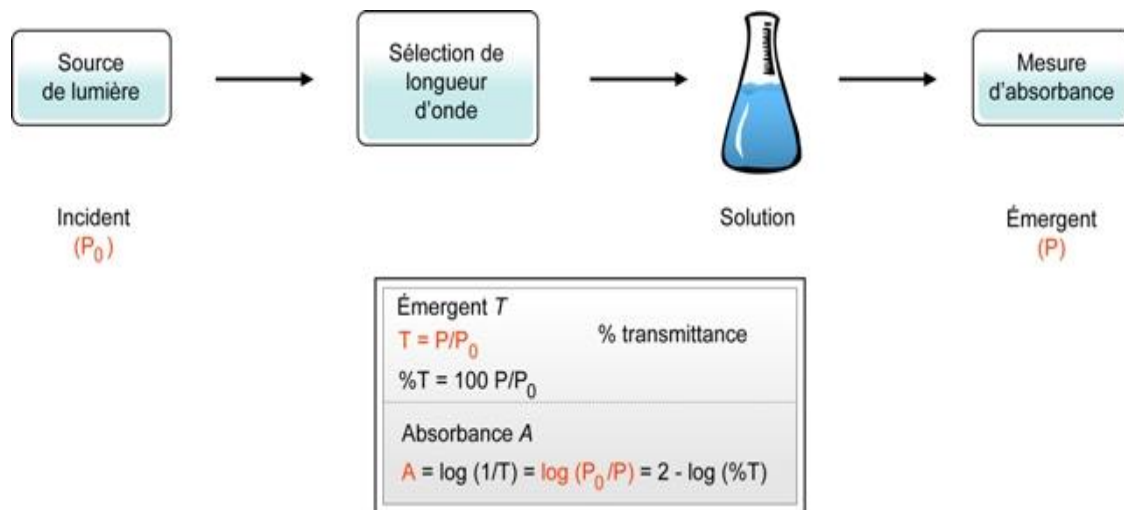 Source
de lumière
Sélection de
longueur
d'onde
Mesure
d'absorbance
Incident
(P₀)
Solution
Émergent
(P)
Émergent T
T = P/P₀
% transmittance
%T = 100 P/P₀
Absorbance A
A = log (1/T) = log (P₀/P) = 2 - log (%T)